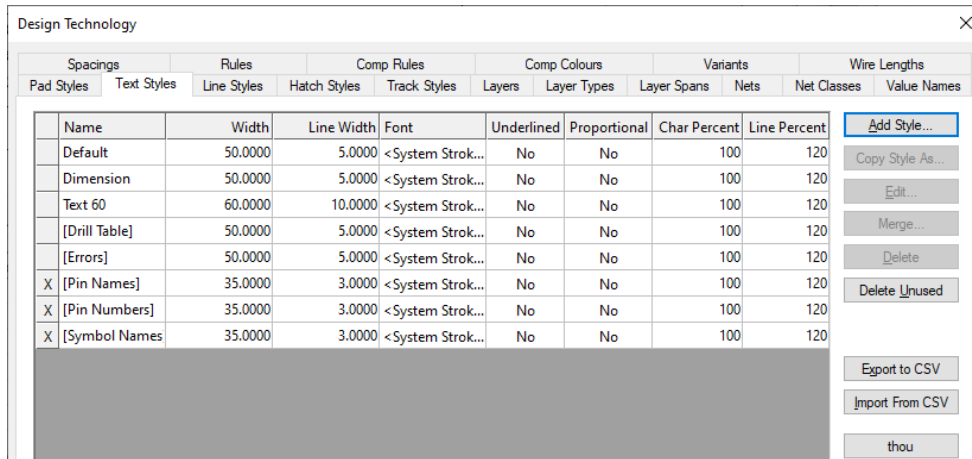 Design Technology
Spacings Rules Comp Rules Comp Colours Variants Wire Lengths
Pad Styles Text Styles Line Styles Hatch Styles Track Styles Layers Layer Types Layer Spans Nets Net Classes Value Names
Name Width Line Width Font Underlined Proportional Char Percent Line Percent
Default 50.0000 5.0000 <System Strok... No No 100 120
Dimension 50.0000 5.0000 <System Strok... No No 100 120
Text 60 60.0000 10.0000 <System Strok... No No 100 120
[Drill Table] 50.0000 5.0000 <System Strok... No No 100 120
[Errors] 50.0000 5.0000 <System Strok... No No 100 120
X [Pin Names] 35.0000 3.0000 <System Strok... No No 100 120
X [Pin Numbers] 35.0000 3.0000 <System Strok... No No 100 120
X [Symbol Names 35.0000 3.0000 <System Strok... No No 100 120
Add Style...
Copy Style As...
Edit...
Merge...
Delete
Delete Unused
Export to CSV
Import From CSV
thou